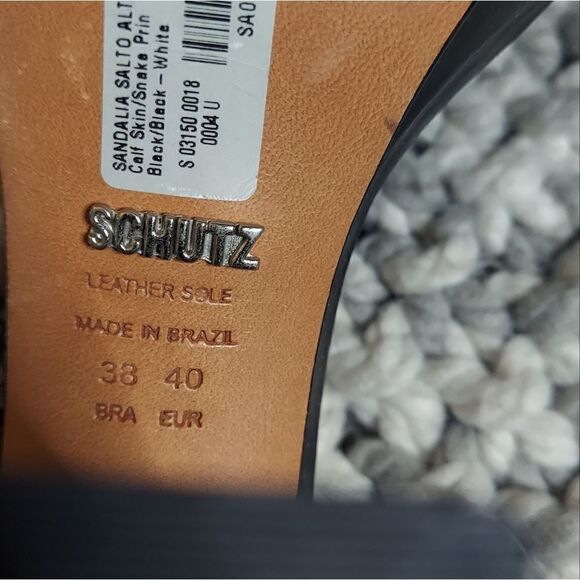 SANDALIA SALTO ALT
Calf Skin/Snake Prin
Black/Black - White
S 03150 0018
0004 U
SA0
SCHUTZ
LEATHER SOLE
MADE IN BRAZIL
38 40
BRA EUR